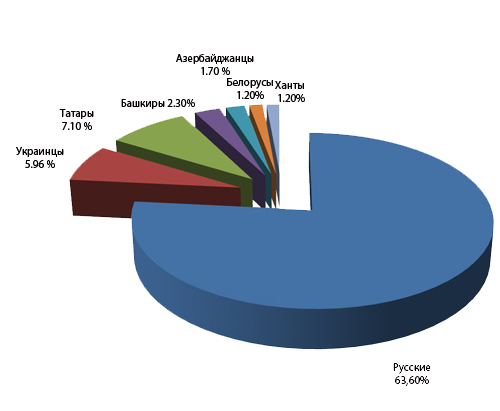 Азербайджанцы
1.70 %
Белорусы
1.20%
Ханты
1.20%
Башкиры 2.30%
Татары
7.10 %
Украинцы
5.96 %
Русские
63,60%